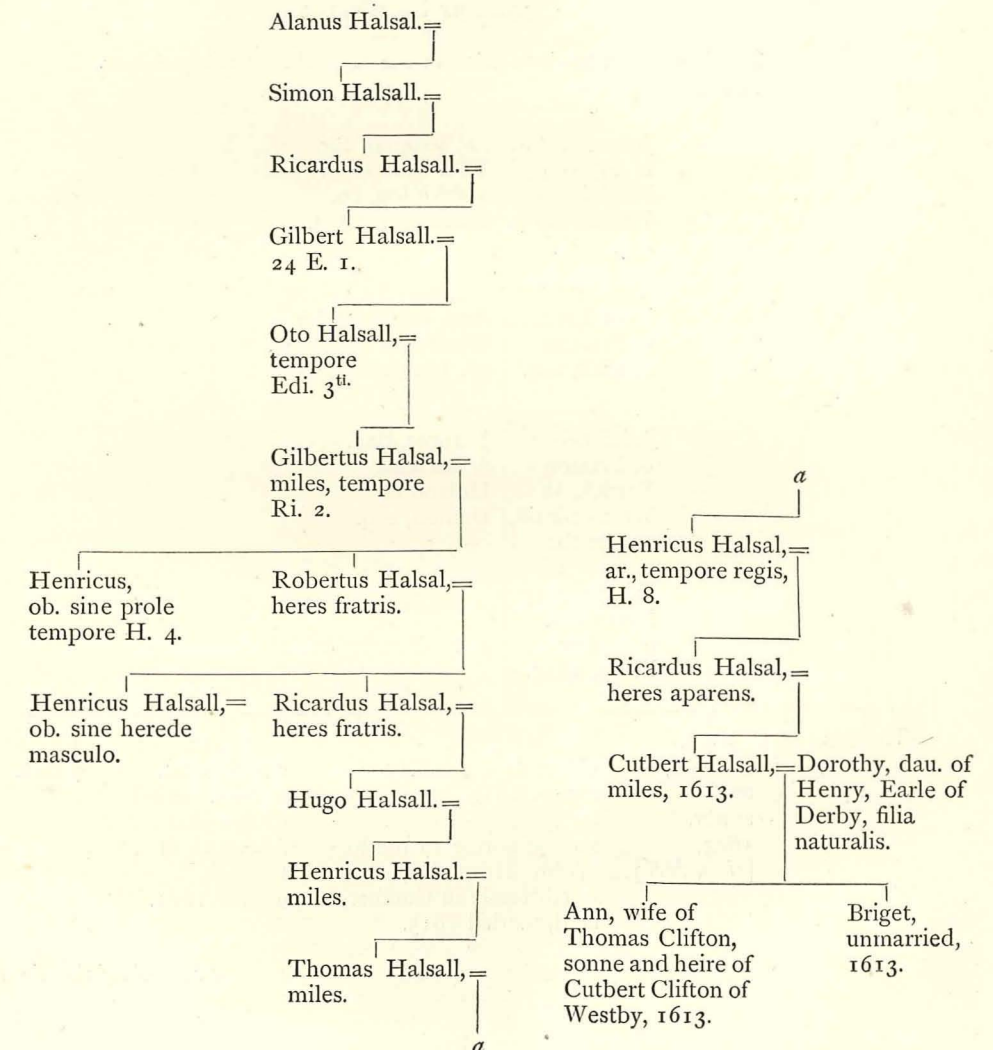 Alanus Halsal.=
Simon Halsall.=
Ricardus Halsall.=
Gilbert Halsall.=
24 E. 1.
Oto Halsall,=
tempore
Edi. 3ti.
Gilbertus Halsal,=
miles, tempore
Ri. 2.
Henricus,
ob. sine prole
tempore H. 4.
Robertus Halsal,=
heres fratris.
Henricus Halsall,=
ob. sine herede
masculo.
Ricardus Halsal,=
heres fratris.
Hugo Halsall.=
Henricus Halsal.=
miles.
Thomas Halsall,=
miles.
a
a
Henricus Halsal,=
ar., tempore regis,
H. 8.
Ricardus Halsal,=
heres aparens.
Cutbert Halsall,=
miles, 1613.
Dorothy, dau. of
Henry, Earle of
Derby, filia
naturalis.
Ann, wife of
Thomas Clifton,
sonne and heire of
Cutbert Clifton of
Westby, 1613.
Briget,
unmarried,
1613.